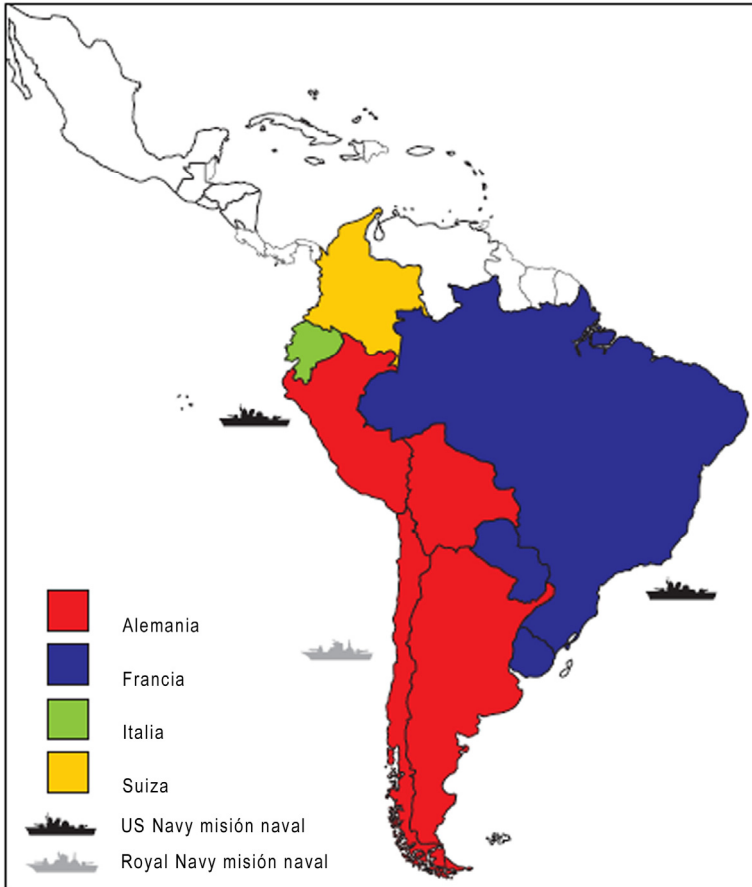 Alemania
Francia
Italia
Suiza
US Navy misión naval
Royal Navy misión naval